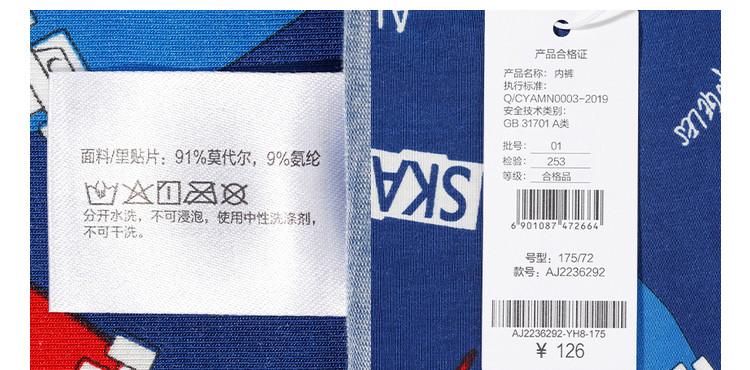 面料/里贴片：91%莫代尔，9%氨纶
分开水洗，不可浸泡，使用中性洗涤剂，
不可干洗。
SKA
产品合格证
产品名称： 内裤
执行标准：
Q/CYAMN0003-2019
安全技术类别：
GB 31701 A类
批号： 01
检验： 253
等级： 合格品
6 901087 472664
号型：175/72
款号：AJ2236292
AJ2236292-YH8-175
¥ 126